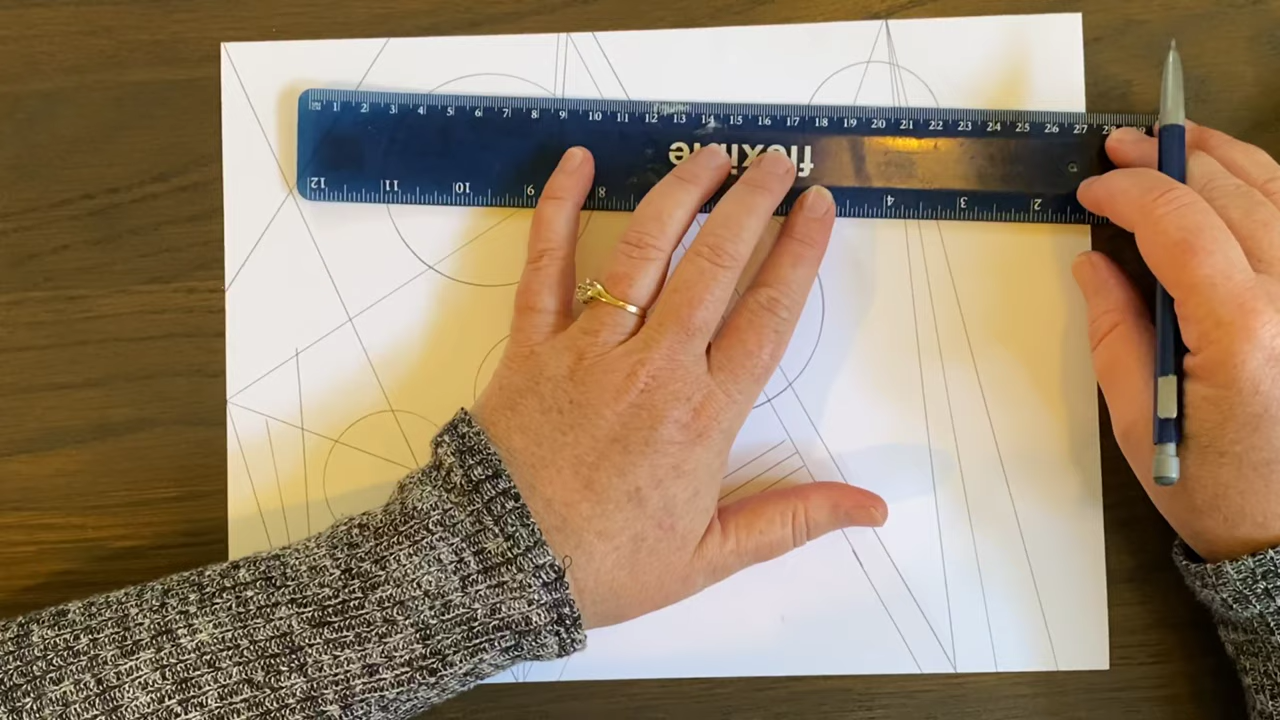 1 2 3 4 5 6 7 8 9 10 11 12 13 14 15 16 17 18 19 20 21 22 23 24 25 26 27 28
flexible
12 11 10 9 8 4 3 2